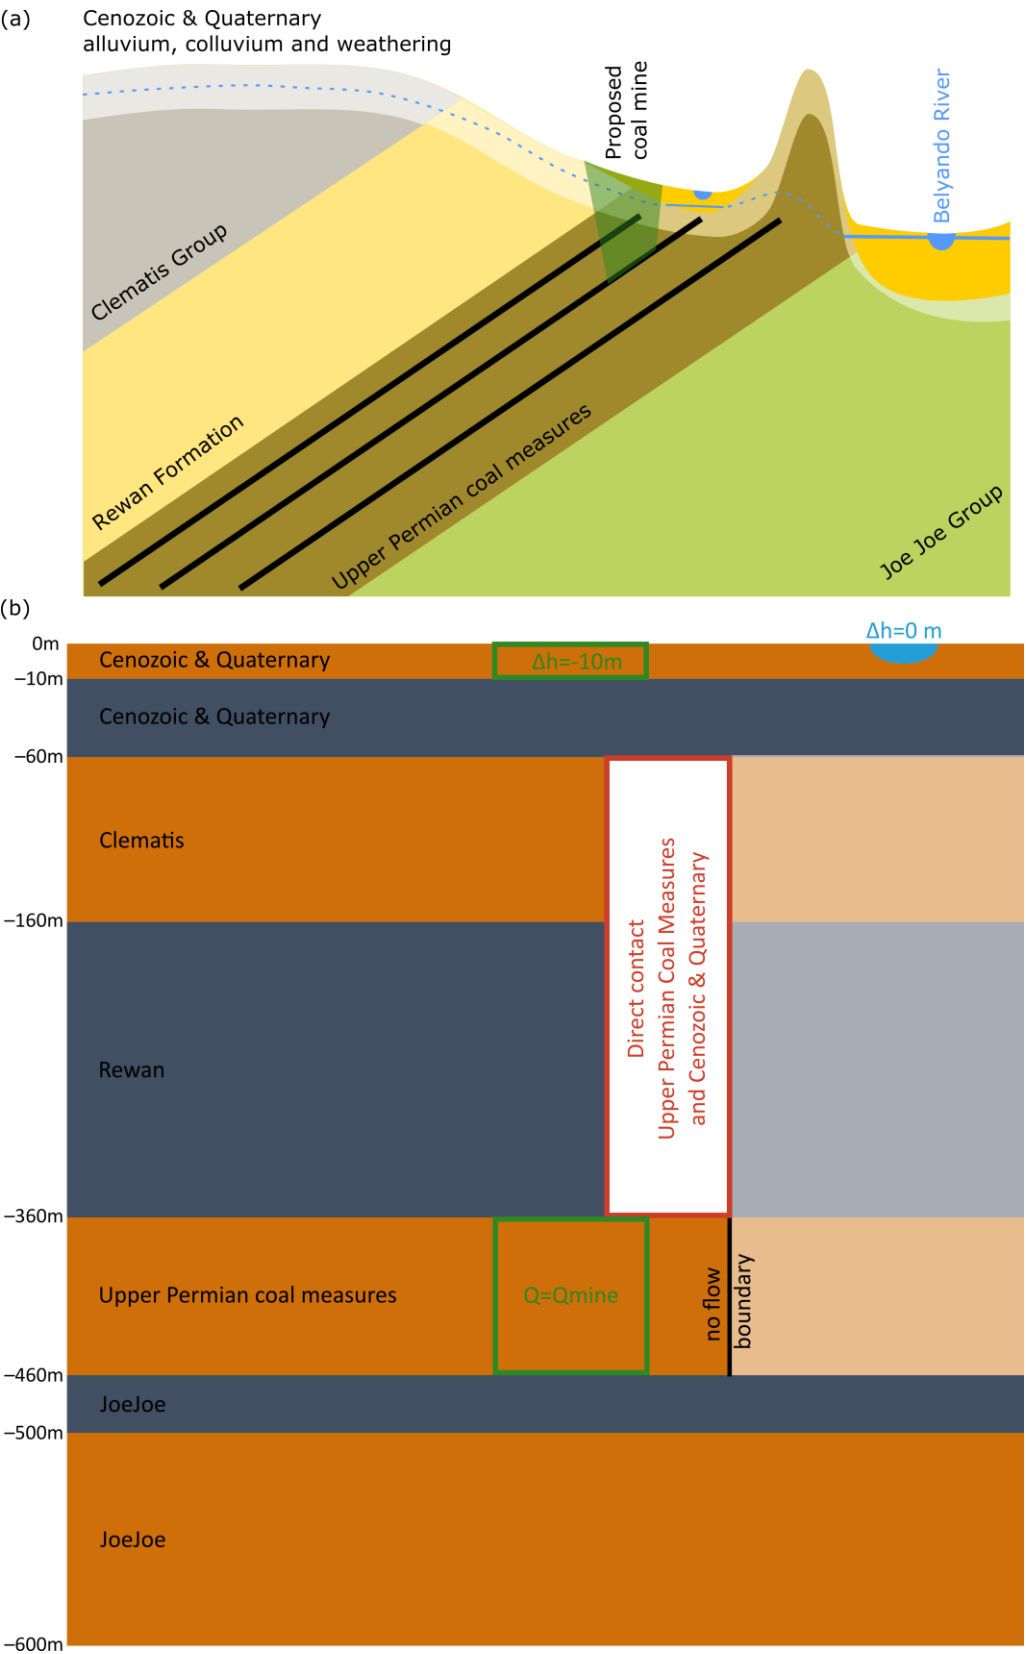 (a)
Cenozoic & Quaternary
alluvium, colluvium and weathering
Proposed
coal mine
Belyando River
Clematis Group
Rewan Formation
Upper Permian coal measures
Joe Joe Group
(b)
Δh=0 m
0m
Cenozoic & Quaternary
Δh=-10m
–10m
Cenozoic & Quaternary
–60m
Clematis
Direct contact
Upper Permian Coal Measures
and Cenozoic & Quaternary
–160m
Rewan
–360m
Upper Permian coal measures
Q=Qmine
no flow
boundary
–460m
JoeJoe
–500m
JoeJoe
–600m